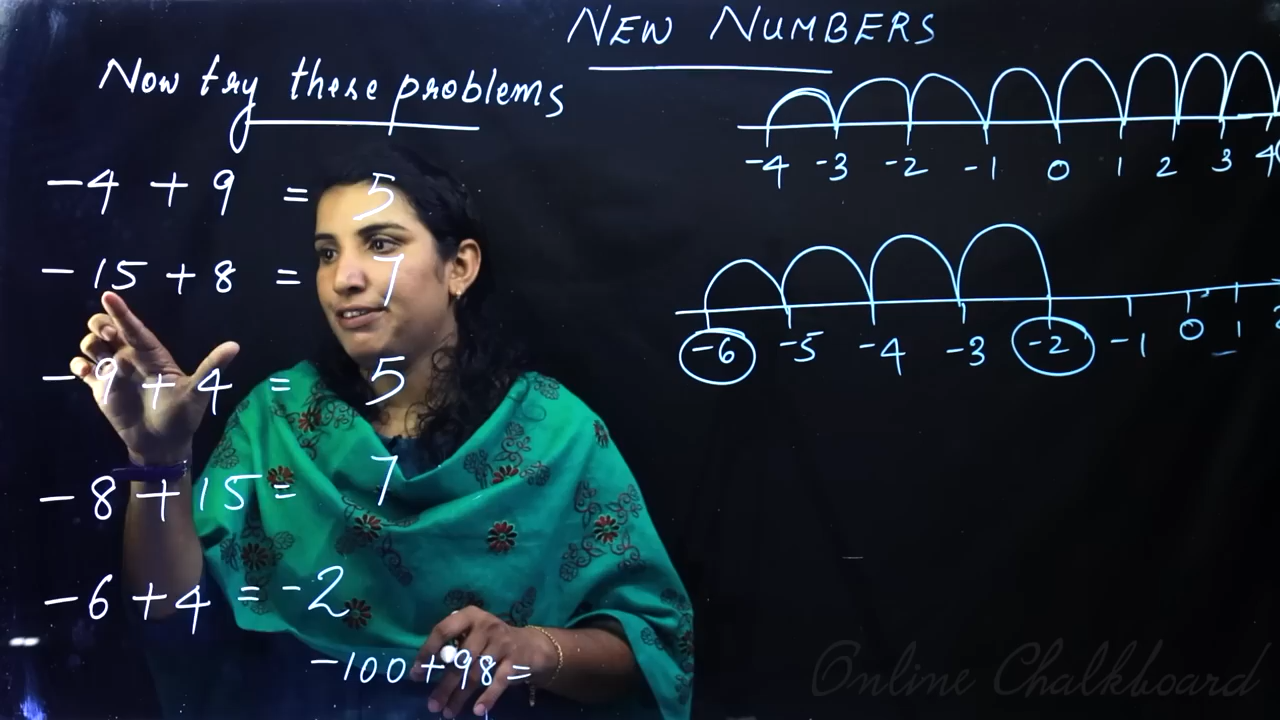 NEW NUMBERS
Now try these problems
-4 + 9 = 5
-15 + 8 = 7
-9 + 4 = 5
-8 + 15 = 7
-6 + 4 = -2
-100 + 98 =
-4 -3 -2 -1 0 1 2 3 4
-6 -5 -4 -3 -2 -1 0 1
Online Chalkboard